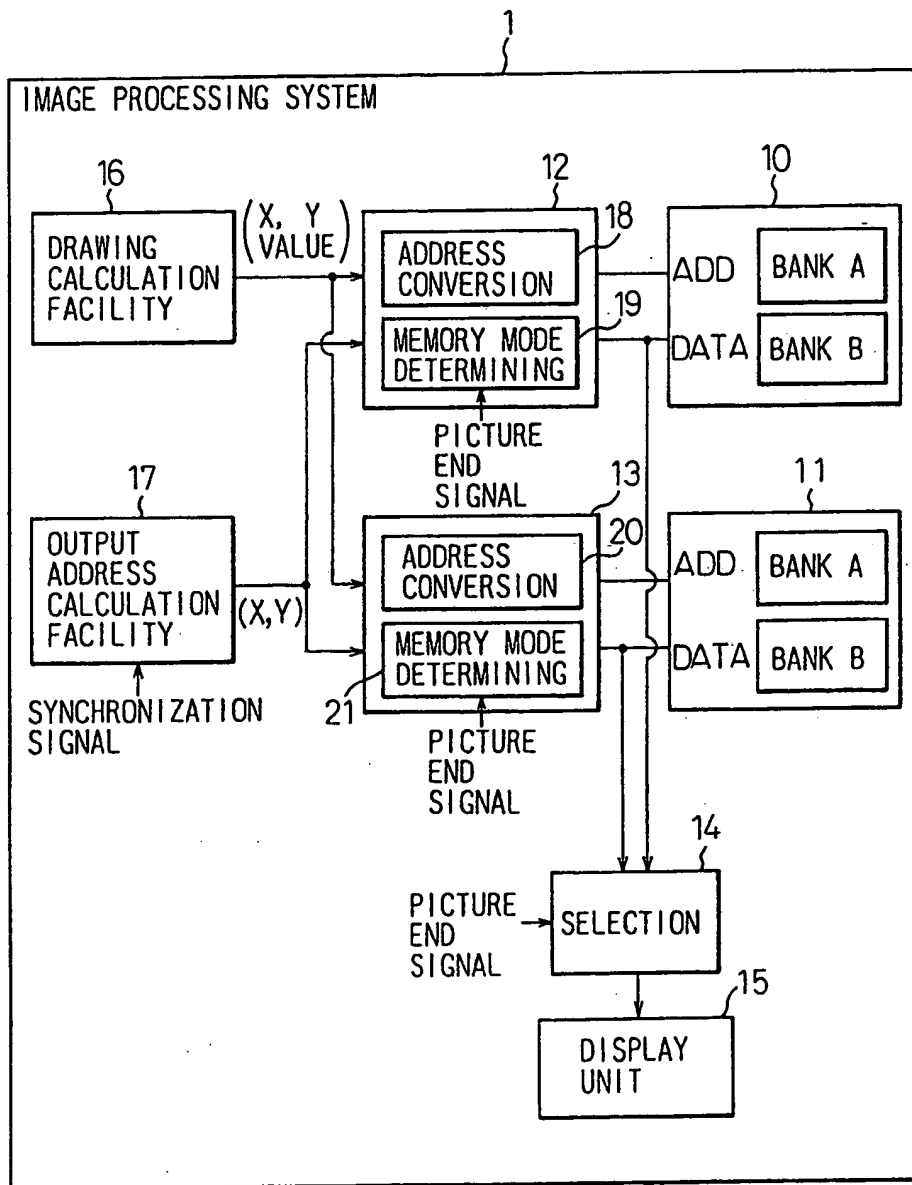 1
IMAGE PROCESSING SYSTEM
16
DRAWING
CALCULATION
FACILITY
(X, Y
VALUE)
12
ADDRESS
CONVERSION
18
MEMORY MODE
DETERMINING
19
PICTURE
END
SIGNAL
10
ADD
BANK A
DATA
BANK B
17
OUTPUT
ADDRESS
CALCULATION
FACILITY
(X,Y)
SYNCHRONIZATION
SIGNAL
13
ADDRESS
CONVERSION
20
MEMORY MODE
DETERMINING
21
PICTURE
END
SIGNAL
11
ADD
BANK A
DATA
BANK B
14
PICTURE
END
SIGNAL
SELECTION
15
DISPLAY
UNIT